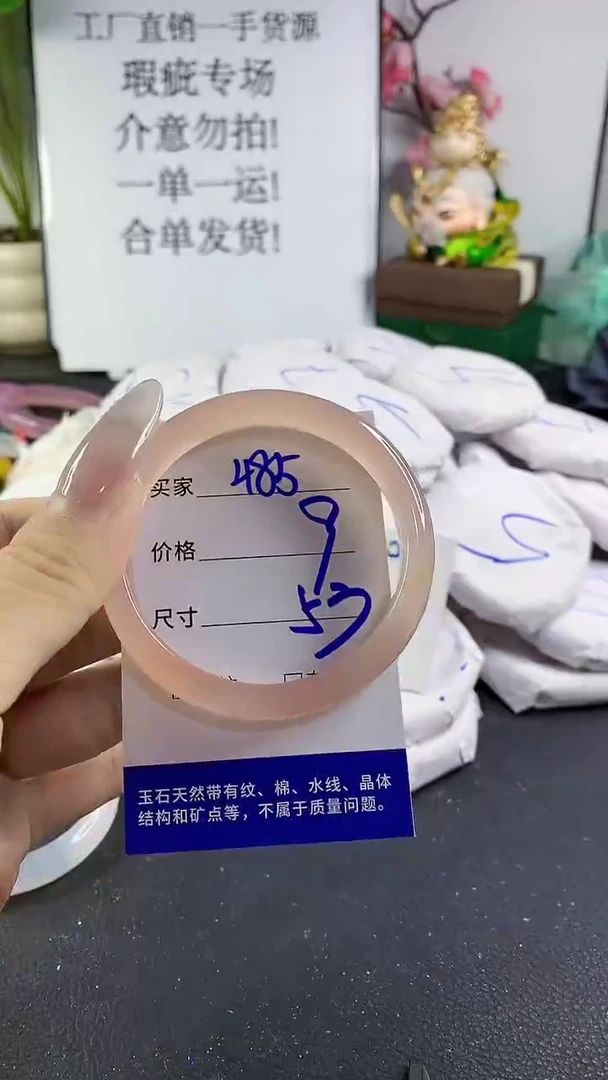 工厂直销一手货源
瑕疵专场
介意勿拍!
一单一运!
合单发货!
买家 485
价格 9
尺寸 53
玉石天然带有纹、棉、水线、晶体
结构和矿点等，不属于质量问题。